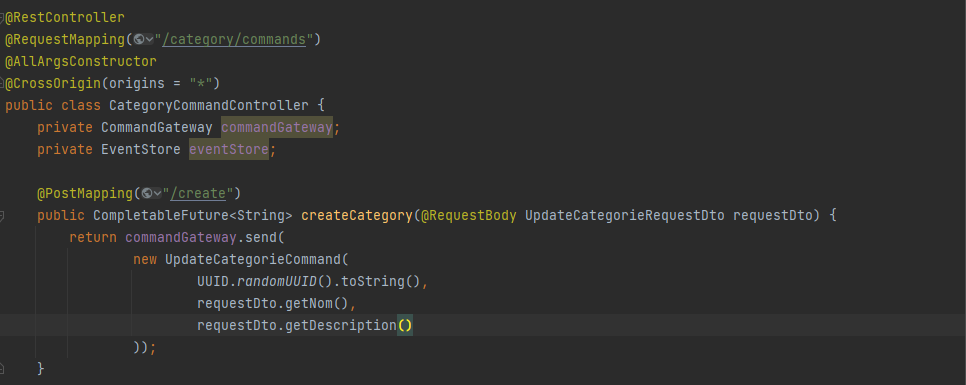 @RestController
@RequestMapping("/category/commands")
@AllArgsConstructor
@CrossOrigin(origins = "*")
public class CategoryCommandController {
    private CommandGateway commandGateway;
    private EventStore eventStore;

    @PostMapping("/create")
    public CompletableFuture<String> createCategory(@RequestBody UpdateCategorieRequestDto requestDto) {
        return commandGateway.send(
                new UpdateCategorieCommand(
                        UUID.randomUUID().toString(),
                        requestDto.getNom(),
                        requestDto.getDescription()
                ));
    }